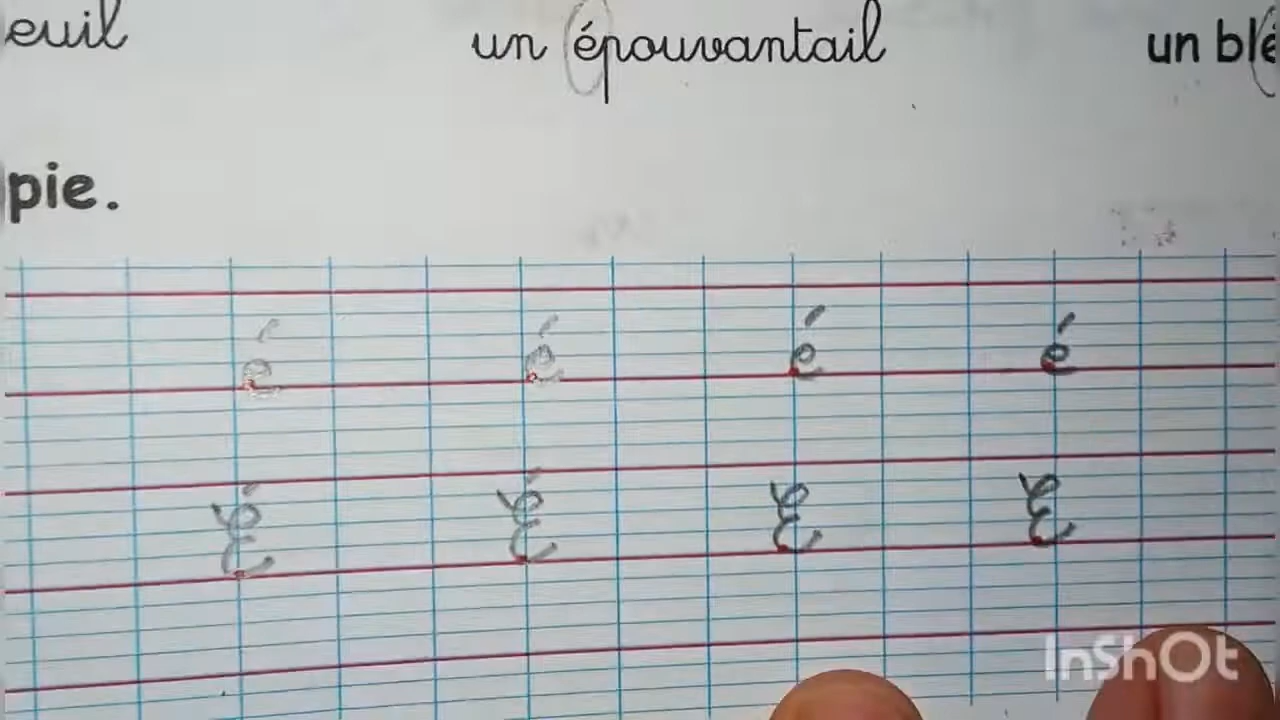 euil un épouvantail un blé
pie.
é é é é
É É E E
InShOt